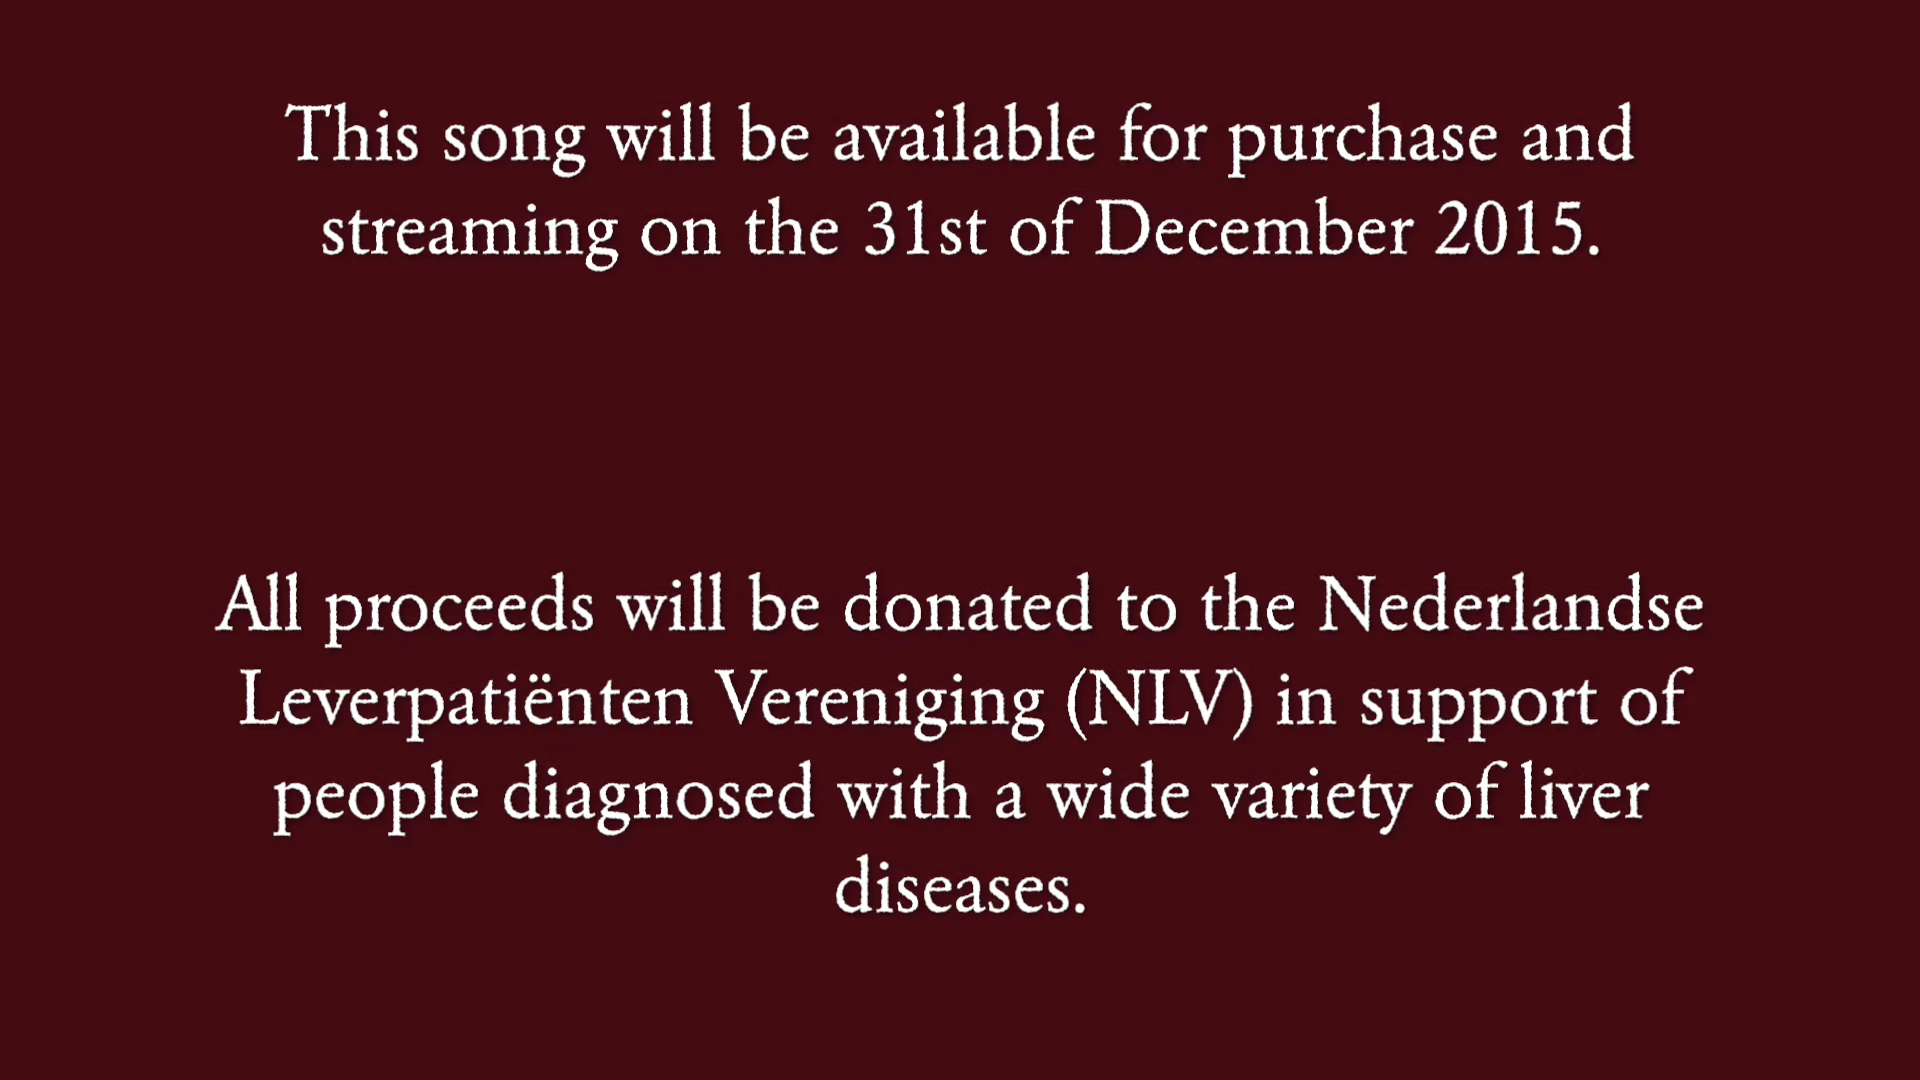 This song will be available for purchase and
streaming on the 31st of December 2015.
All proceeds will be donated to the Nederlandse
Leverpatiënten Vereniging (NLV) in support of
people diagnosed with a wide variety of liver
diseases.